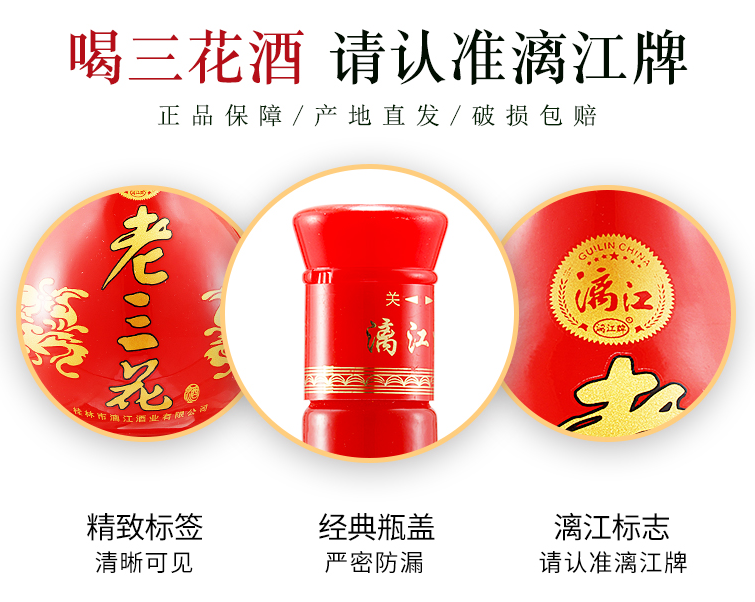 喝三花酒 请认准漓江牌
正品保障/产地直发/破损包赔
老三花
桂林市漓江酒业有限公司
关
漓江
GUILIN CHINA
漓江
漓江牌
老
精致标签
清晰可见
经典瓶盖
严密防漏
漓江标志
请认准漓江牌